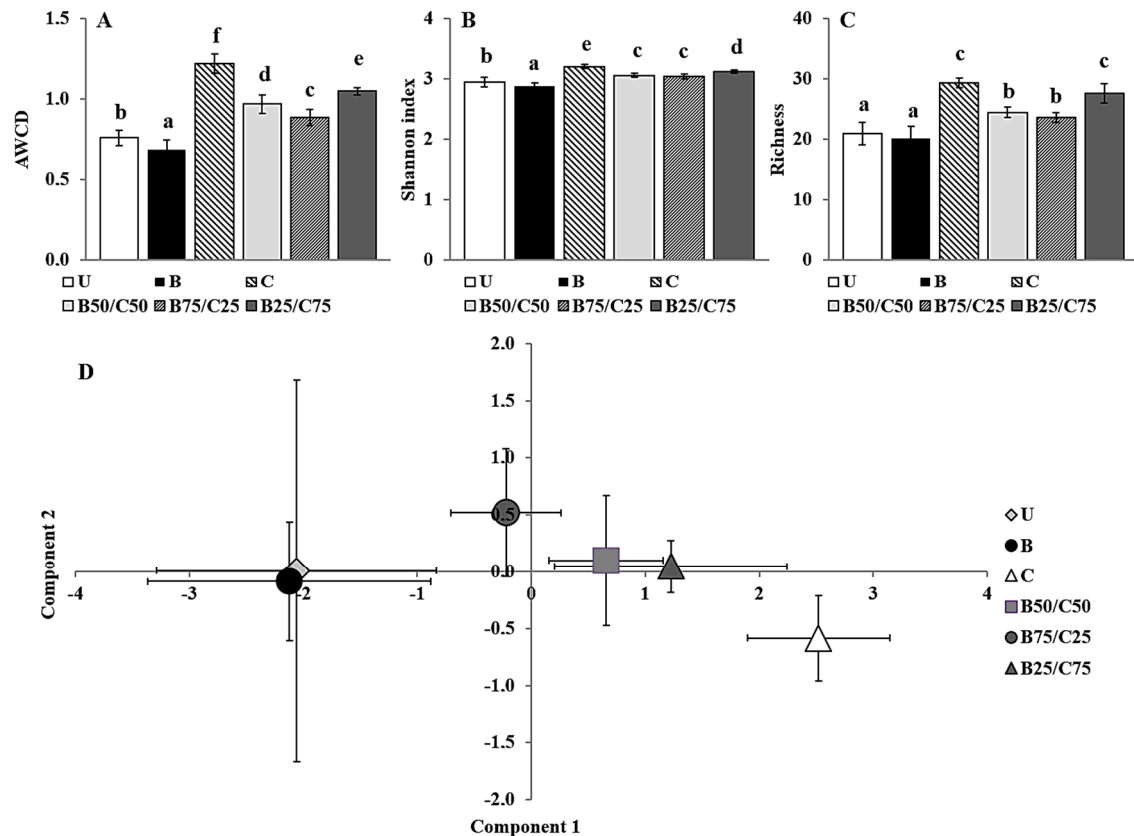 A
AWCD
1.5
1.0
0.5
0.0
b a f d c e
U B C
B50/C50 B75/C25 B25/C75
B
Shannon index
4
3
2
1
0
b a e c c d
U B C
B50/C50 B75/C25 B25/C75
C
Richness
40
30
20
10
0
a a c b b c
U B C
B50/C50 B75/C25 B25/C75
D
Component 2
2.0
1.5
1.0
0.5
0.0
-4 -3 -2 -1 0 1 2 3 4
-0.5
-1.0
-1.5
-2.0
Component 1
U
B
C
B50/C50
B75/C25
B25/C75